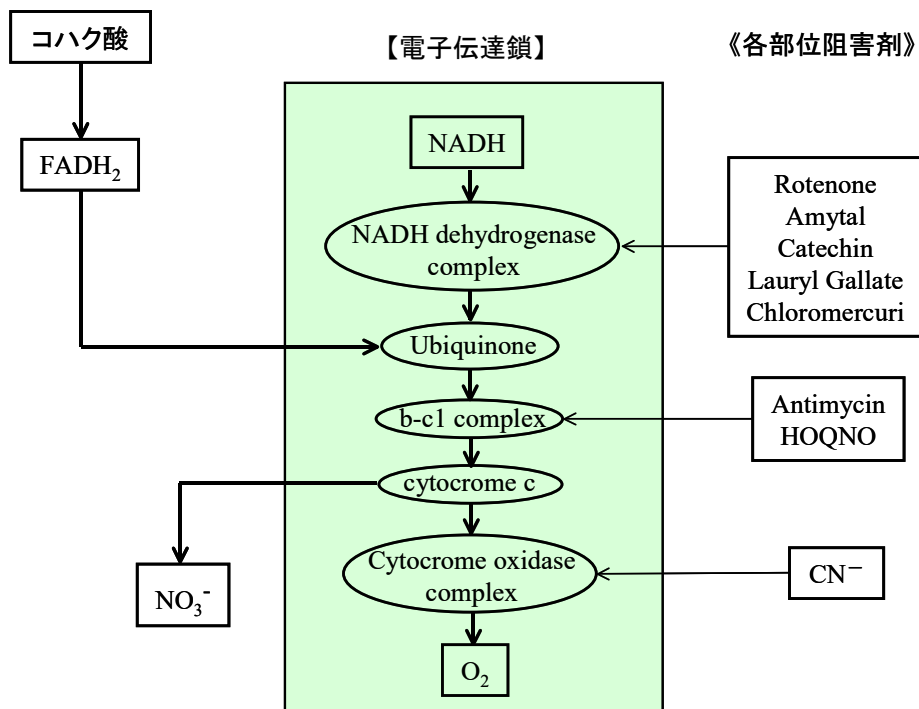 コハク酸
【電子伝達鎖】
《各部位阻害剤》
FADH₂
NADH
NADH dehydrogenase
complex
Rotenone
Amytal
Catechin
Lauryl Gallate
Chloromercuri
Ubiquinone
b-c1 complex
Antimycin
HOQNO
cytocrome c
Cytocrome oxidase
complex
CN⁻
NO₃⁻
O₂